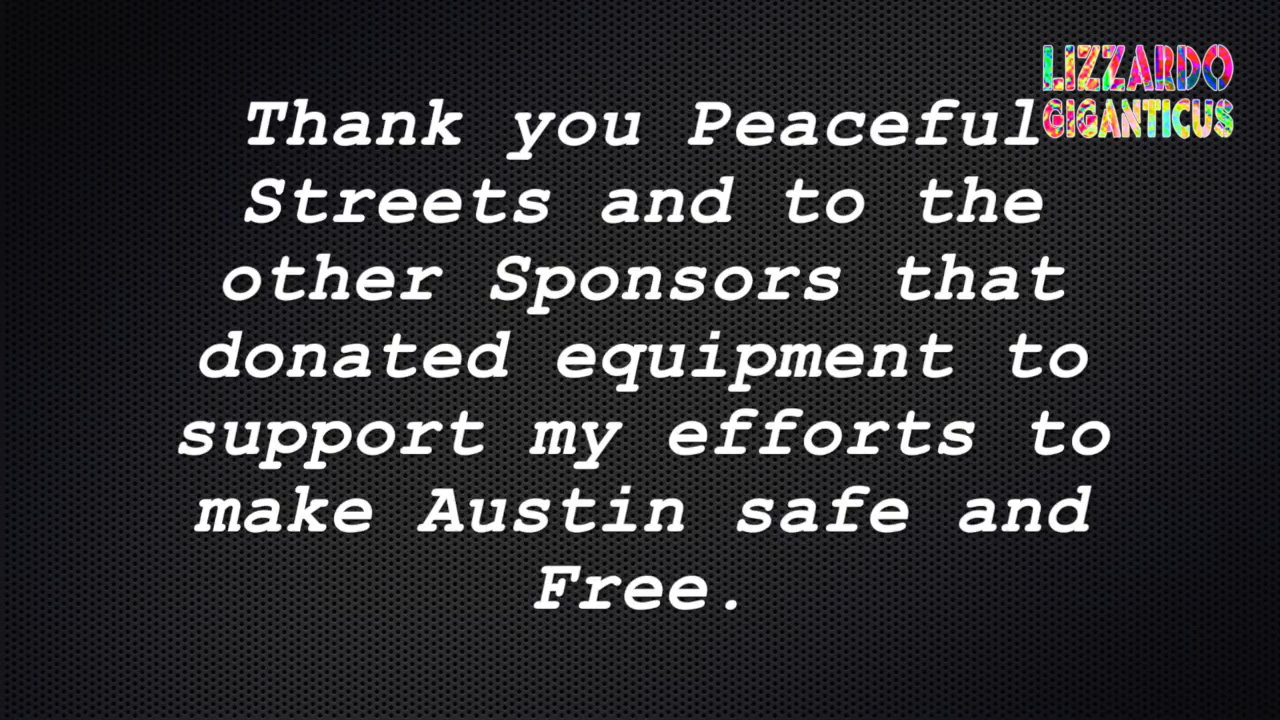 LIZZARDO
GIGANTICUS
Thank you Peaceful
Streets and to the
other Sponsors that
donated equipment to
support my efforts to
make Austin safe and
Free.